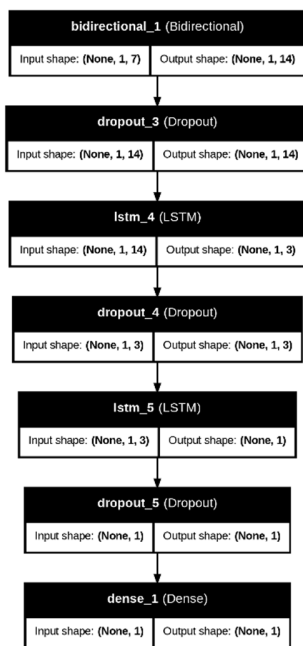 bidirectional_1 (Bidirectional)
Input shape: (None, 1, 7) Output shape: (None, 1, 14)
dropout_3 (Dropout)
Input shape: (None, 1, 14) Output shape: (None, 1, 14)
lstm_4 (LSTM)
Input shape: (None, 1, 14) Output shape: (None, 1, 3)
dropout_4 (Dropout)
Input shape: (None, 1, 3) Output shape: (None, 1, 3)
lstm_5 (LSTM)
Input shape: (None, 1, 3) Output shape: (None, 1)
dropout_5 (Dropout)
Input shape: (None, 1) Output shape: (None, 1)
dense_1 (Dense)
Input shape: (None, 1) Output shape: (None, 1)